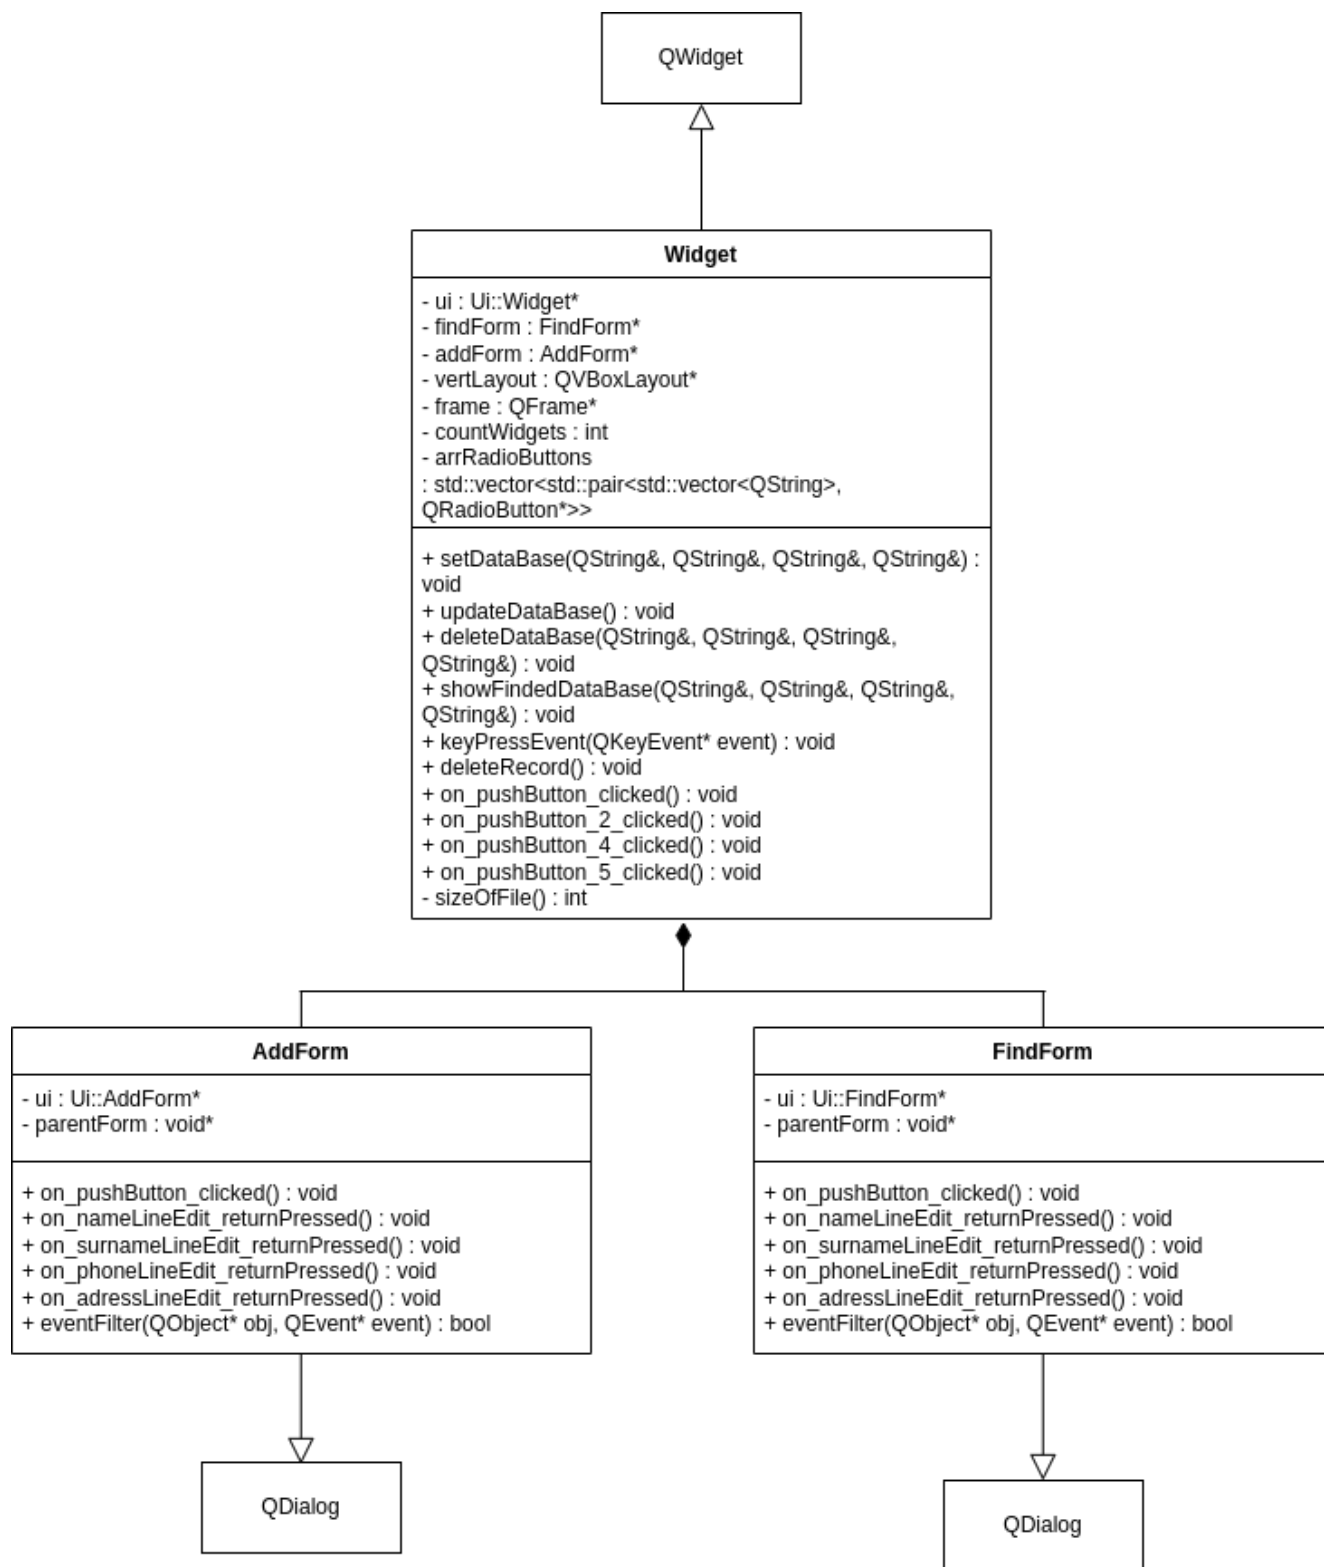 QWidget
Widget
- ui : Ui::Widget*
- findForm : FindForm*
- addForm : AddForm*
- vertLayout : QVBoxLayout*
- frame : QFrame*
- countWidgets : int
- arrRadioButtons
: std::vector<std::pair<std::vector<QString>,
QRadioButton*>>
+ setDataBase(QString&, QString&, QString&, QString&) :
void
+ updateDataBase() : void
+ deleteDataBase(QString&, QString&, QString&,
QString&) : void
+ showFindedDataBase(QString&, QString&, QString&,
QString&) : void
+ keyPressEvent(QKeyEvent* event) : void
+ deleteRecord() : void
+ on_pushButton_clicked() : void
+ on_pushButton_2_clicked() : void
+ on_pushButton_4_clicked() : void
+ on_pushButton_5_clicked() : void
- sizeOfFile() : int
AddForm
- ui : Ui::AddForm*
- parentForm : void*
+ on_pushButton_clicked() : void
+ on_nameLineEdit_returnPressed() : void
+ on_surnameLineEdit_returnPressed() : void
+ on_phoneLineEdit_returnPressed() : void
+ on_adressLineEdit_returnPressed() : void
+ eventFilter(QObject* obj, QEvent* event) : bool
QDialog
FindForm
- ui : Ui::FindForm*
- parentForm : void*
+ on_pushButton_clicked() : void
+ on_nameLineEdit_returnPressed() : void
+ on_surnameLineEdit_returnPressed() : void
+ on_phoneLineEdit_returnPressed() : void
+ on_adressLineEdit_returnPressed() : void
+ eventFilter(QObject* obj, QEvent* event) : bool
QDialog